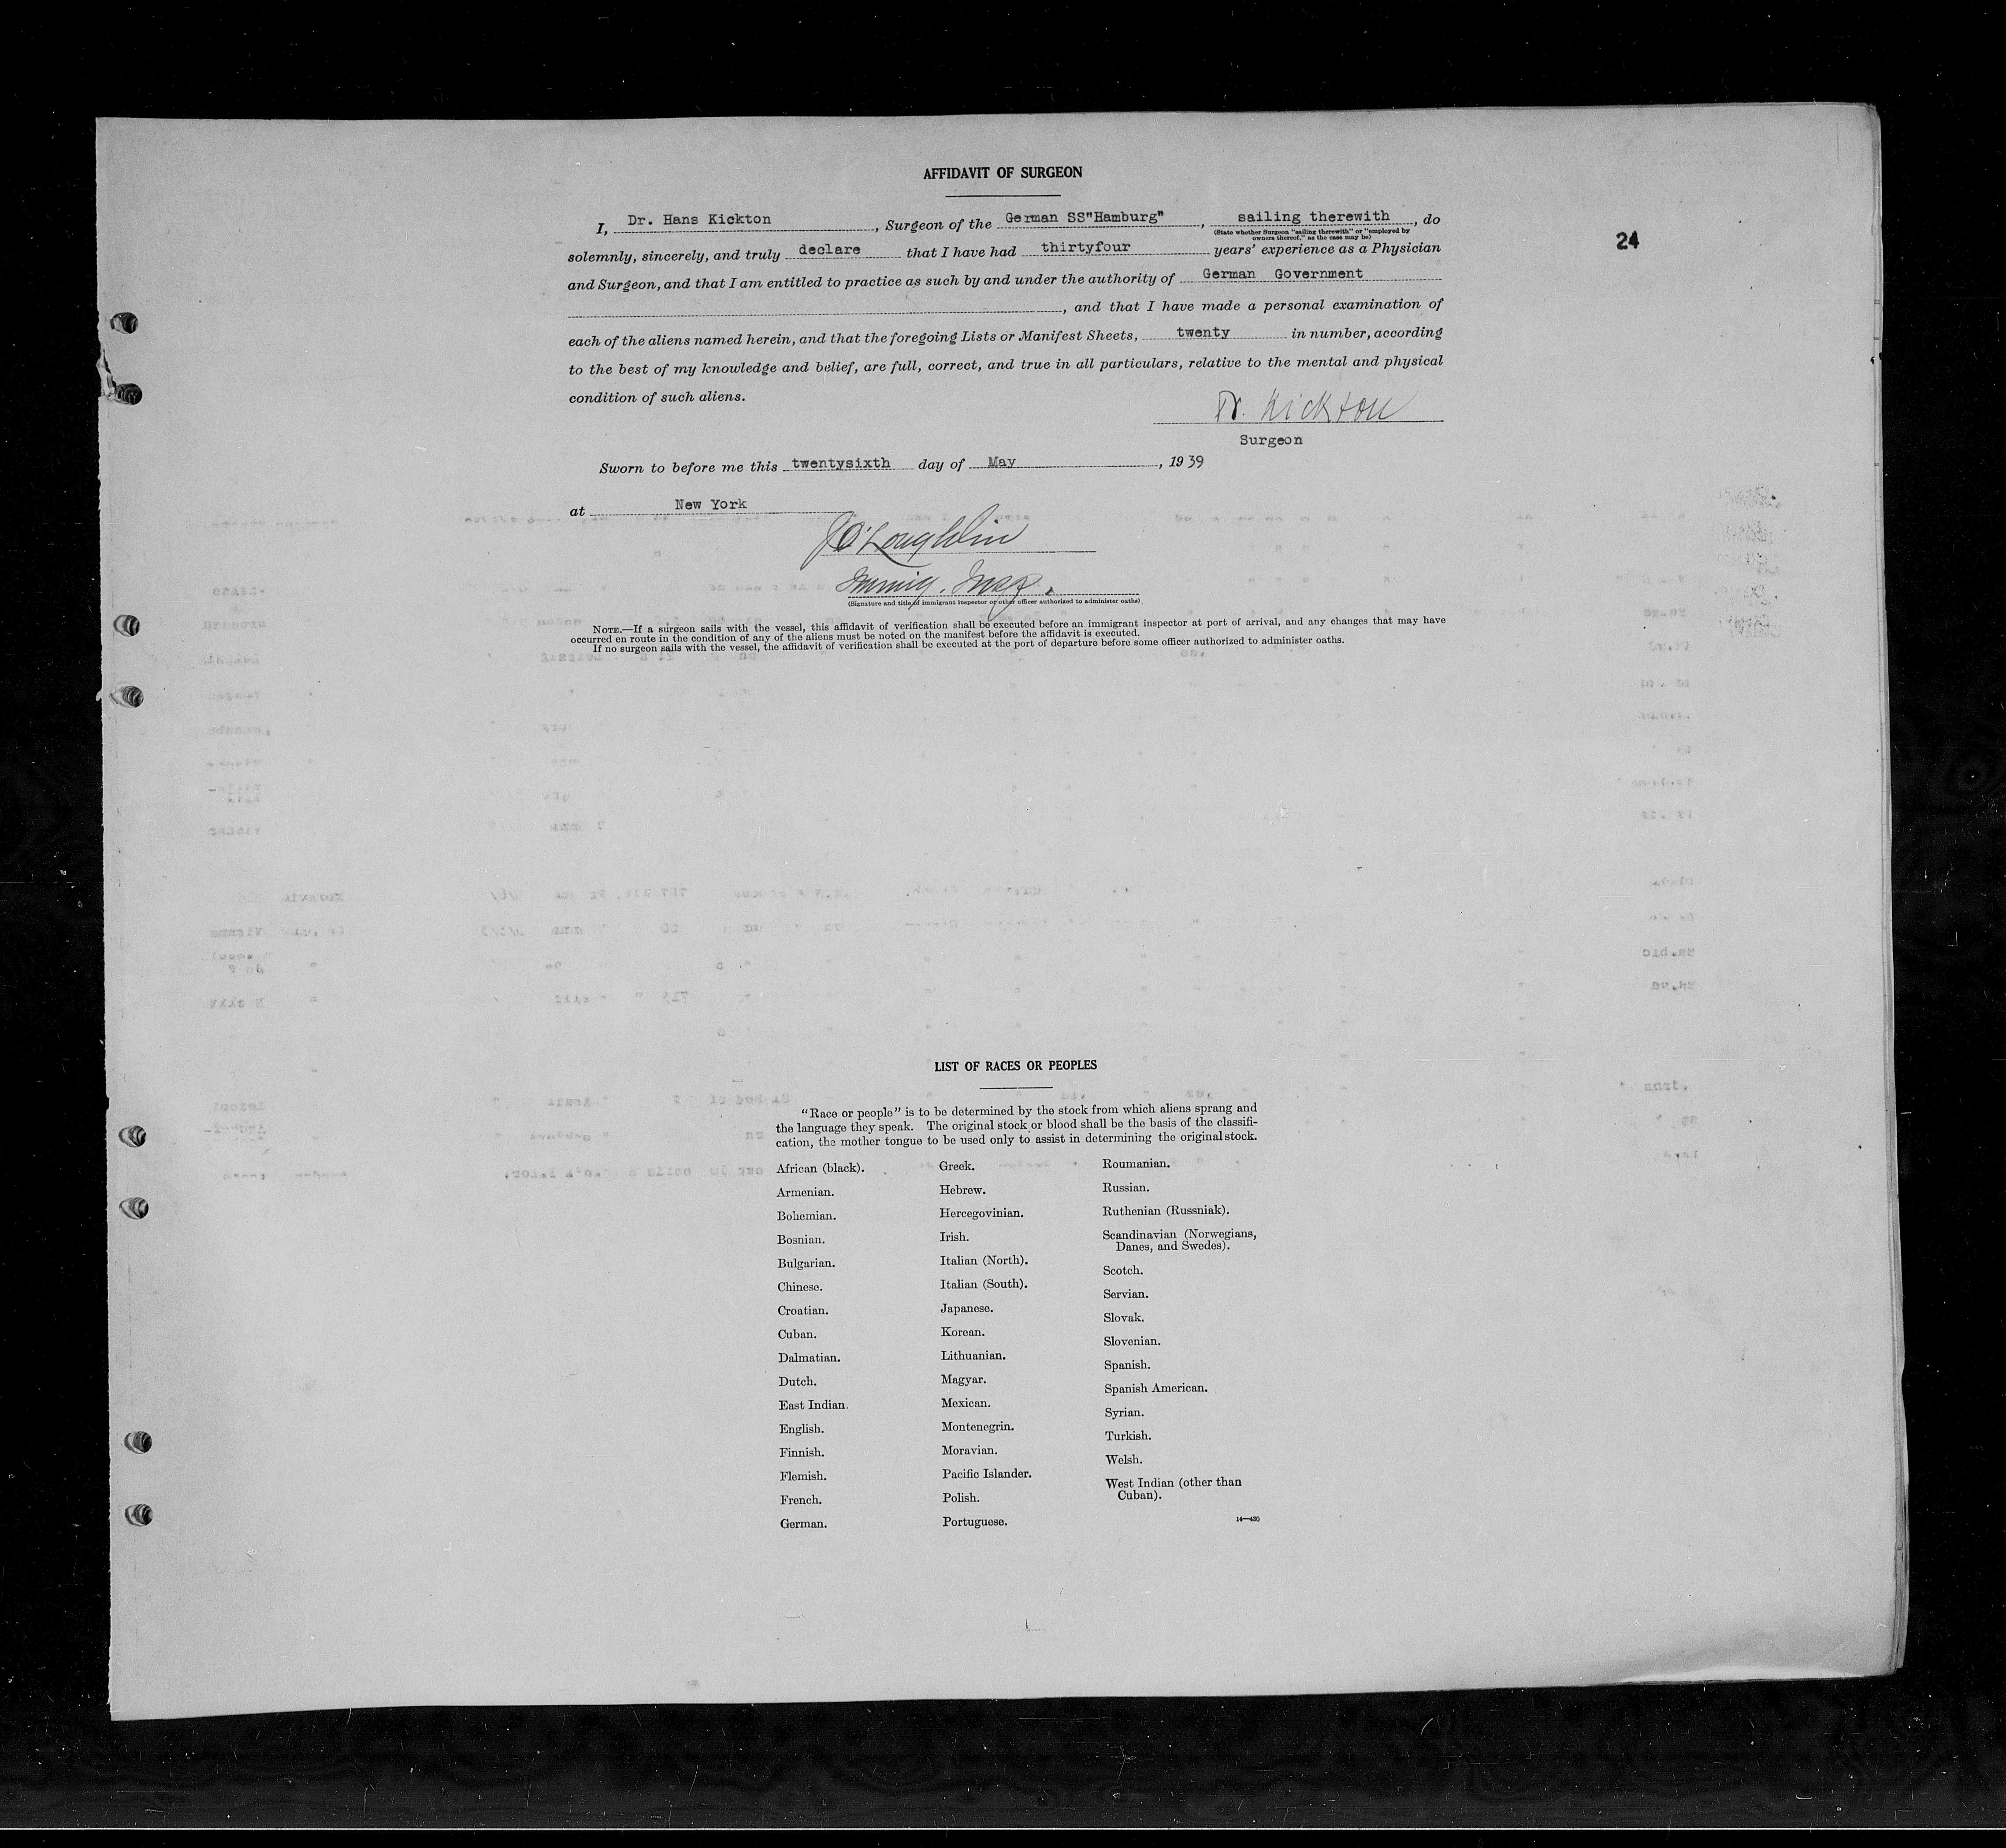 AFFIDAVIT OF SURGEON
I, Dr. Hans Kickton, Surgeon of the German SS"Hamburg", sailing therewith, do
(State whether Surgeon "sailing therewith" or "employed by
owners thereof," as the case may be)
24
solemnly, sincerely, and truly declare that I have had thirtyfour years' experience as a Physician
and Surgeon, and that I am entitled to practice as such by and under the authority of German Government
, and that I have made a personal examination of
each of the aliens named herein, and that the foregoing Lists or Manifest Sheets, twenty in number, according
to the best of my knowledge and belief, are full, correct, and true in all particulars, relative to the mental and physical
condition of such aliens.
Dr. Kickton
Surgeon
Sworn to before me this twentysixth day of May, 1939
at New York
J O'Loughlin
Immig. Insp.
(Signature and title of immigrant inspector or other officer authorized to administer oaths)
NOTE.—If a surgeon sails with the vessel, this affidavit of verification shall be executed before an immigrant inspector at port of arrival, and any changes that may have
occurred en route in the condition of any of the aliens must be noted on the manifest before the affidavit is executed.
If no surgeon sails with the vessel, the affidavit of verification shall be executed at the port of departure before some officer authorized to administer oaths.
LIST OF RACES OR PEOPLES
"Race or people" is to be determined by the stock from which aliens sprang and
the language they speak. The original stock or blood shall be the basis of the classifi-
cation, the mother tongue to be used only to assist in determining the original stock.
African (black).
Armenian.
Bohemian.
Bosnian.
Bulgarian.
Chinese.
Croatian.
Cuban.
Dalmatian.
Dutch.
East Indian.
English.
Finnish.
Flemish.
French.
German.
Greek.
Hebrew.
Hercegovinian.
Irish.
Italian (North).
Italian (South).
Japanese.
Korean.
Lithuanian.
Magyar.
Mexican.
Montenegrin.
Moravian.
Pacific Islander.
Polish.
Portuguese.
Roumanian.
Russian.
Ruthenian (Russniak).
Scandinavian (Norwegians,
Danes, and Swedes).
Scotch.
Servian.
Slovak.
Slovenian.
Spanish.
Spanish American.
Syrian.
Turkish.
Welsh.
West Indian (other than
Cuban).
14—430